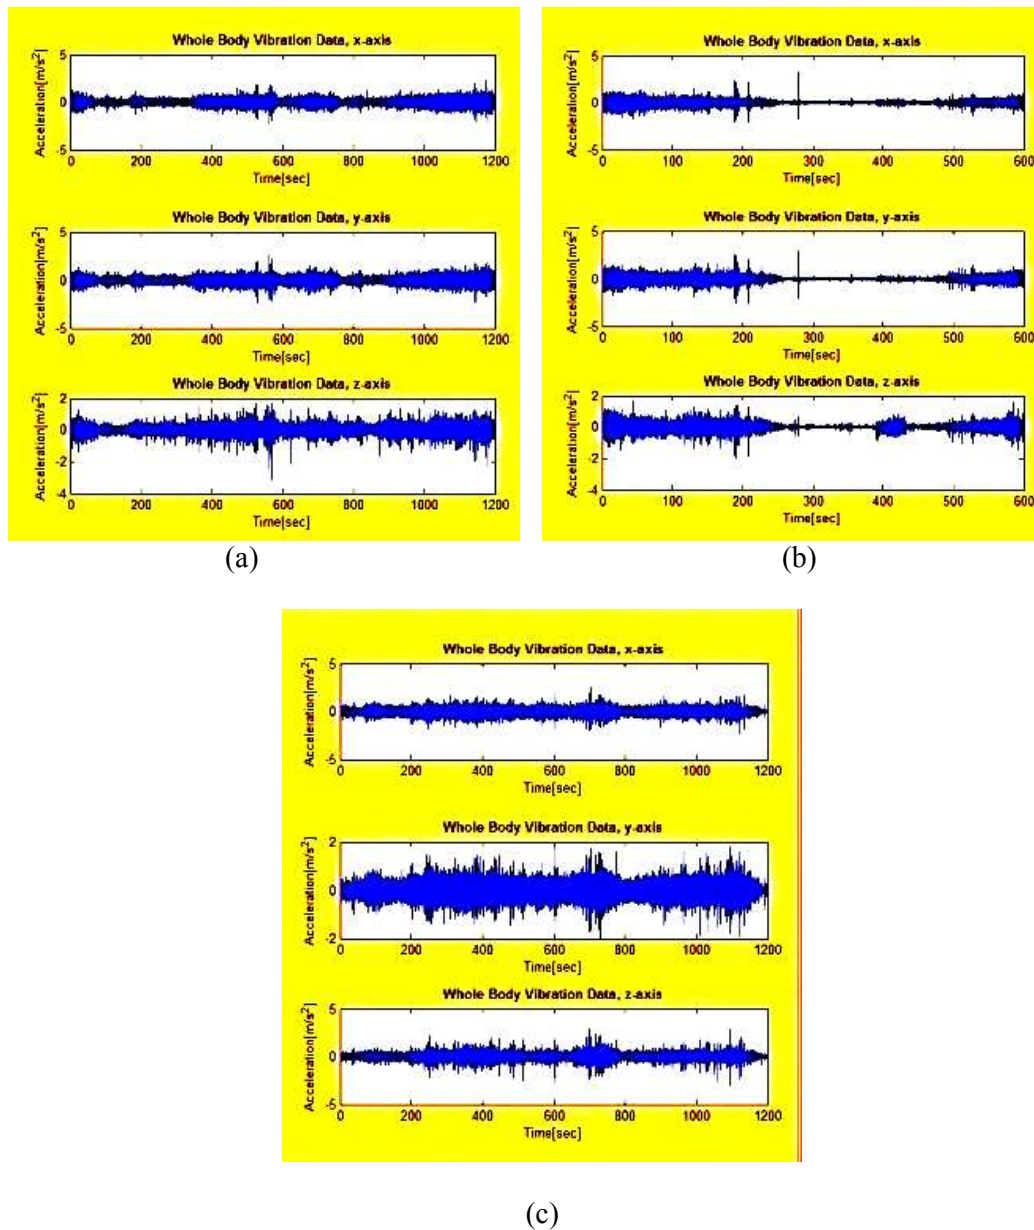 Whole Body Vibration Data, x-axis
Acceleration[m/s²]
5
0
-5
0 200 400 600 800 1000 1200
Time[sec]
Whole Body Vibration Data, y-axis
Acceleration[m/s²]
5
0
-5
0 200 400 600 800 1000 1200
Time[sec]
Whole Body Vibration Data, z-axis
Acceleration[m/s²]
2
0
-2
-4
0 200 400 600 800 1000 1200
Time[sec]
(a)
Whole Body Vibration Data, x-axis
Acceleration[m/s²]
5
0
-5
0 100 200 300 400 500 600
Time[sec]
Whole Body Vibration Data, y-axis
Acceleration[m/s²]
5
0
-5
0 100 200 300 400 500 600
Time[sec]
Whole Body Vibration Data, z-axis
Acceleration[m/s²]
2
0
-2
-4
0 100 200 300 400 500 600
Time[sec]
(b)
Whole Body Vibration Data, x-axis
Acceleration[m/s²]
5
0
-5
0 200 400 600 800 1000 1200
Time[sec]
Whole Body Vibration Data, y-axis
Acceleration[m/s²]
2
0
-2
0 200 400 600 800 1000 1200
Time[sec]
Whole Body Vibration Data, z-axis
Acceleration[m/s²]
5
0
-5
0 200 400 600 800 1000 1200
Time[sec]
(c)